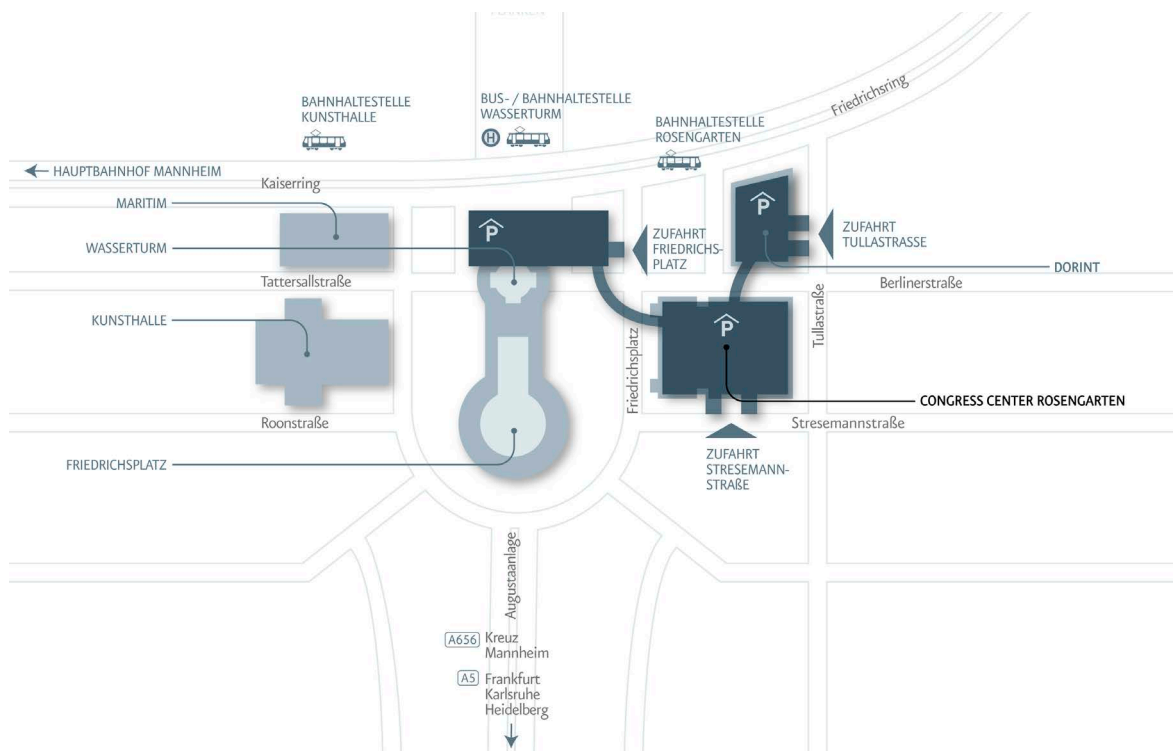 BAHNHALTESTELLE
KUNSTHALLE
BUS- / BAHNHALTESTELLE
WASSERTURM
H
BAHNHALTESTELLE
ROSENGARTEN
Friedrichsring
HAUPTBAHNHOF MANNHEIM
Kaiserring
MARITIM
P
P
ZUFAHRT
FRIEDRICHS-
PLATZ
ZUFAHRT
TULLASTRASSE
WASSERTURM
DORINT
Tattersallstraße
Berlinerstraße
KUNSTHALLE
P
Friedrichsplatz
Tullastraße
CONGRESS CENTER ROSENGARTEN
Roonstraße
Stresemannstraße
FRIEDRICHSPLATZ
ZUFAHRT
STRESEMANN-
STRAßE
Augustaanlage
A656 Kreuz
Mannheim
A5 Frankfurt
Karlsruhe
Heidelberg